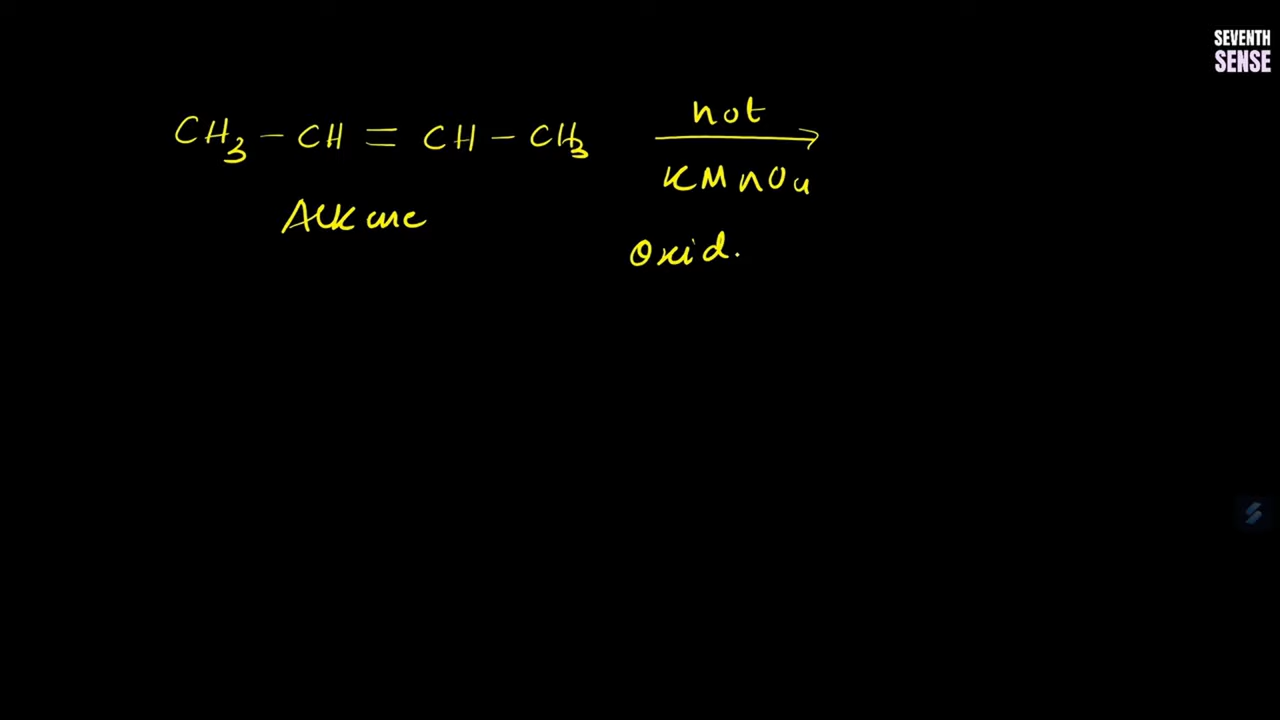 SEVENTH
SENSE
CH₃ – CH = CH – CH₃
hot
KMnO₄
Alkene
Oxid.